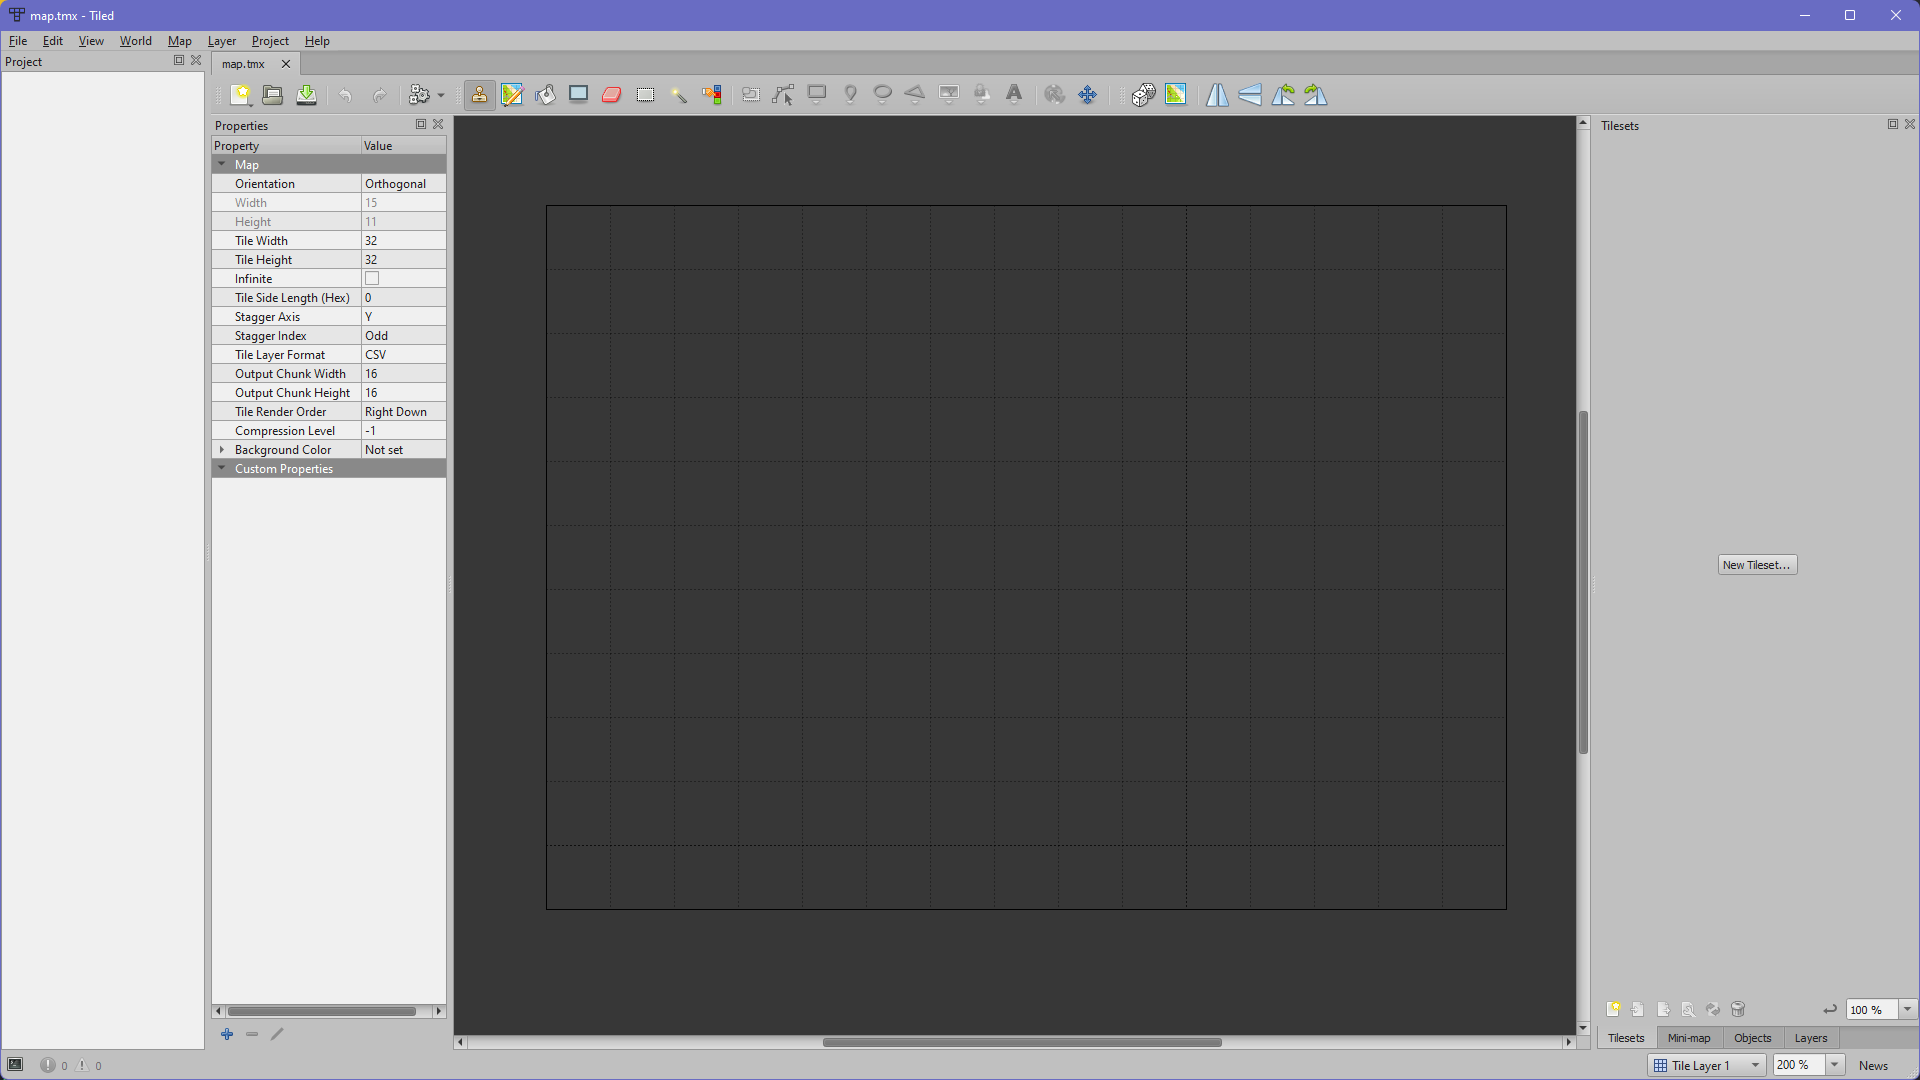 map.tmx - Tiled
File Edit View World Map Layer Project Help
Project
map.tmx
Properties
Property Value
Map
Orientation Orthogonal
Width 15
Height 11
Tile Width 32
Tile Height 32
Infinite
Tile Side Length (Hex) 0
Stagger Axis Y
Stagger Index Odd
Tile Layer Format CSV
Output Chunk Width 16
Output Chunk Height 16
Tile Render Order Right Down
Compression Level -1
Background Color Not set
Custom Properties
Tilesets
New Tileset...
100 %
Tilesets Mini-map Objects Layers
0 0
Tile Layer 1 200 % News